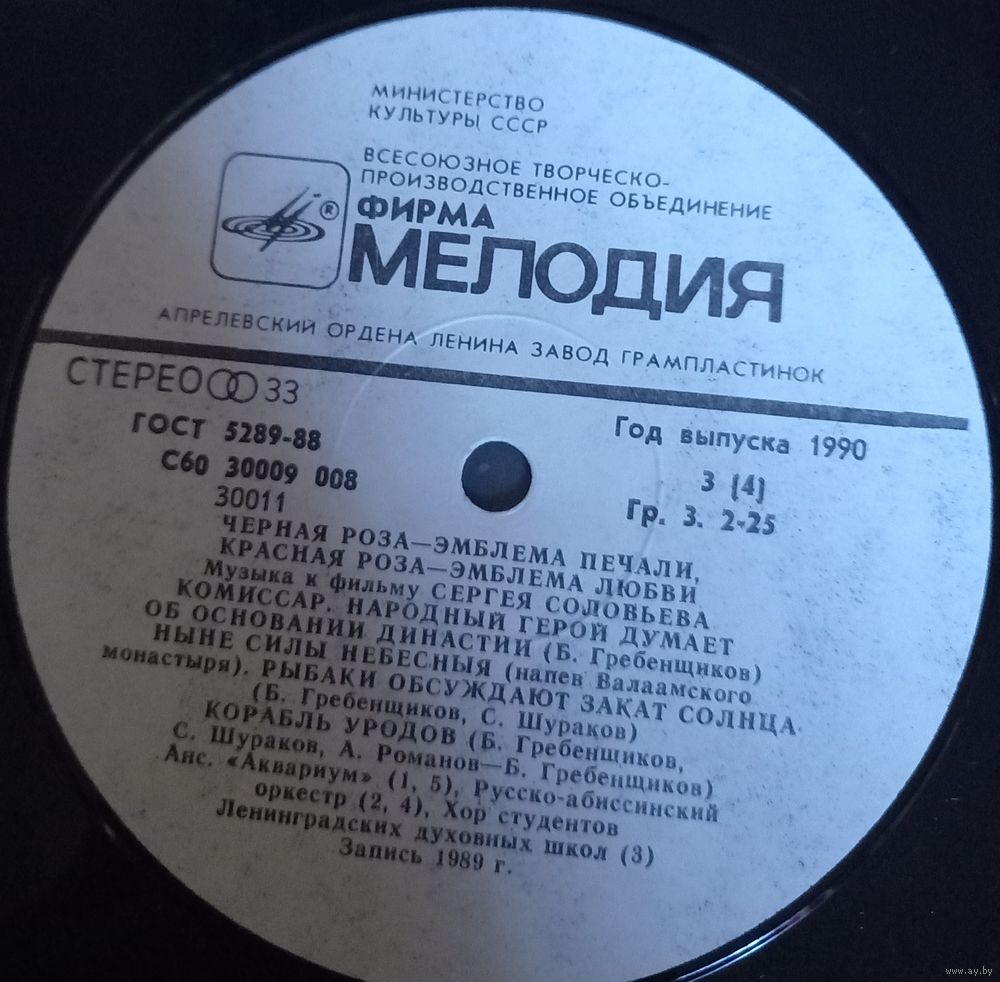 МИНИСТЕРСТВО
КУЛЬТУРЫ СССР
ВСЕСОЮЗНОЕ ТВОРЧЕСКО-
ПРОИЗВОДСТВЕННОЕ ОБЪЕДИНЕНИЕ
®
ФИРМА
МЕЛОДИЯ
АПРЕЛЕВСКИЙ ОРДЕНА ЛЕНИНА ЗАВОД ГРАМПЛАСТИНОК
СТЕРЕО 33
ГОСТ 5289-88
С60 30009 008
30011
Год выпуска 1990
3 (4)
Гр. 3. 2-25
ЧЕРНАЯ РОЗА—ЭМБЛЕМА ПЕЧАЛИ,
КРАСНАЯ РОЗА—ЭМБЛЕМА ЛЮБВИ
Музыка к фильму СЕРГЕЯ СОЛОВЬЕВА
КОМИССАР. НАРОДНЫЙ ГЕРОЙ ДУМАЕТ
ОБ ОСНОВАНИИ ДИНАСТИИ (Б. Гребенщиков)
НЫНЕ СИЛЫ НЕБЕСНЫЯ (напев Валаамского
монастыря). РЫБАКИ ОБСУЖДАЮТ ЗАКАТ СОЛНЦА
(Б. Гребенщиков, С. Шураков)
КОРАБЛЬ УРОДОВ (Б. Гребенщиков,
С. Шураков, А. Романов—Б. Гребенщиков)
Анс. «Аквариум» (1, 5), Русско-абиссинский
оркестр (2, 4), Хор студентов
Ленинградских духовных школ (3)
Запись 1989 г.
www.ay.by